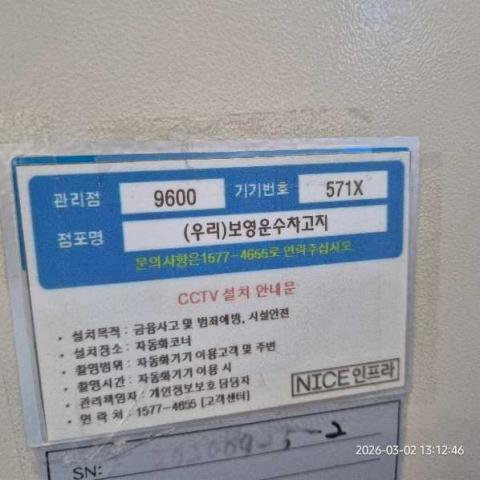 관리점 9600 기기번호 571X
점포명 (우리)보영운수차고지
문의사항은1577-4655로 연락주십시오
CCTV 설치 안내문
• 설치목적 : 금융사고 및 범죄예방, 시설안전
• 설치장소 : 자동화코너
• 촬영범위 : 자동화기기 이용고객 및 주변
• 촬영시간 : 자동화기기 이용 시
• 관리책임자 : 개인정보보호 담당자
• 연 락 처 : 1577-4655 [고객센터]
NICE인프라
SN:
2026-03-02 13:12:46